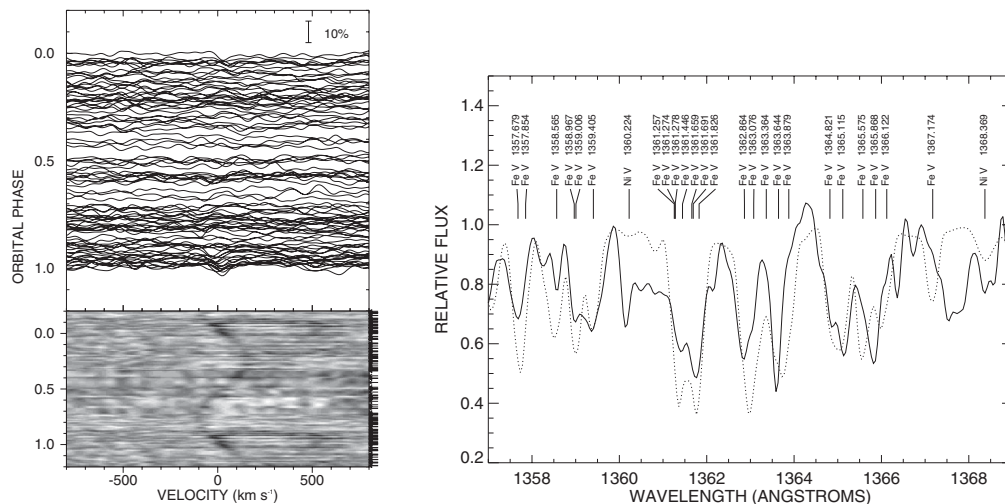 10%
0.0
0.5
1.0
ORBITAL PHASE
0.0
0.5
1.0
-500 0 500
VELOCITY (km s-1)
1.4
1.2
1.0
0.8
0.6
0.4
0.2
RELATIVE FLUX
Fe V 1357.679
Fe V 1357.854
Fe V 1358.565
Fe V 1358.967
Fe V 1359.006
Fe V 1359.405
Ni V 1360.224
Fe V 1361.257
Fe V 1361.274
Fe V 1361.278
Fe V 1361.446
Fe V 1361.659
Fe V 1361.691
Fe V 1361.826
Fe V 1362.864
Fe V 1363.076
Fe V 1363.364
Fe V 1363.644
Fe V 1363.879
Fe V 1364.821
Fe V 1365.115
Fe V 1365.575
Fe V 1365.868
Fe V 1366.122
Fe V 1367.174
Ni V 1368.369
1358 1360 1362 1364 1366 1368
WAVELENGTH (ANGSTROMS)